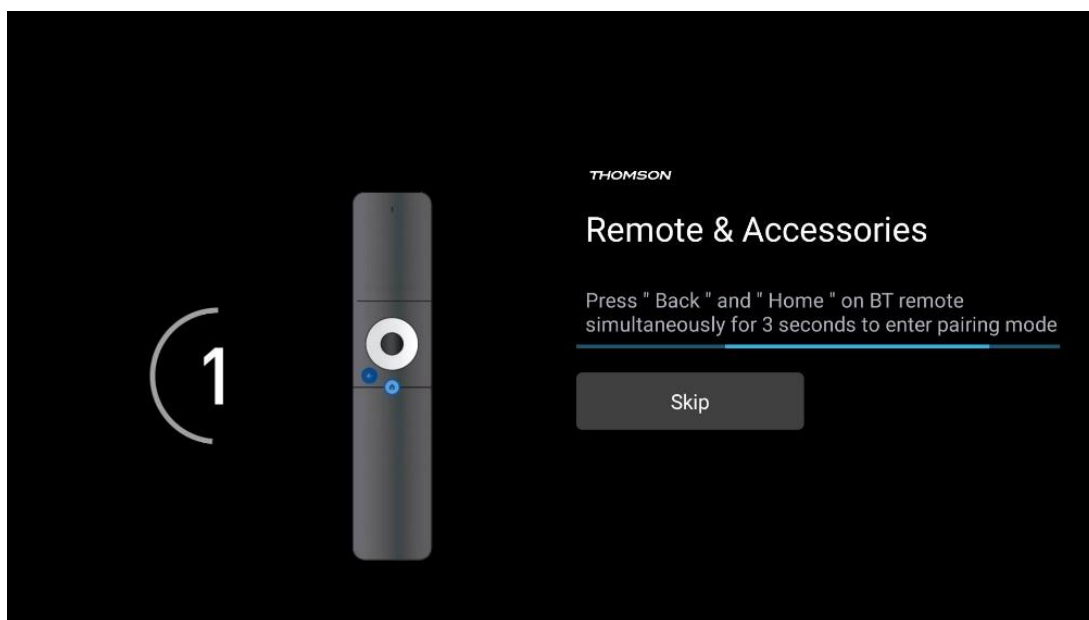 THOMSON
Remote & Accessories
Press " Back " and " Home " on BT remote
simultaneously for 3 seconds to enter pairing mode
1
Skip